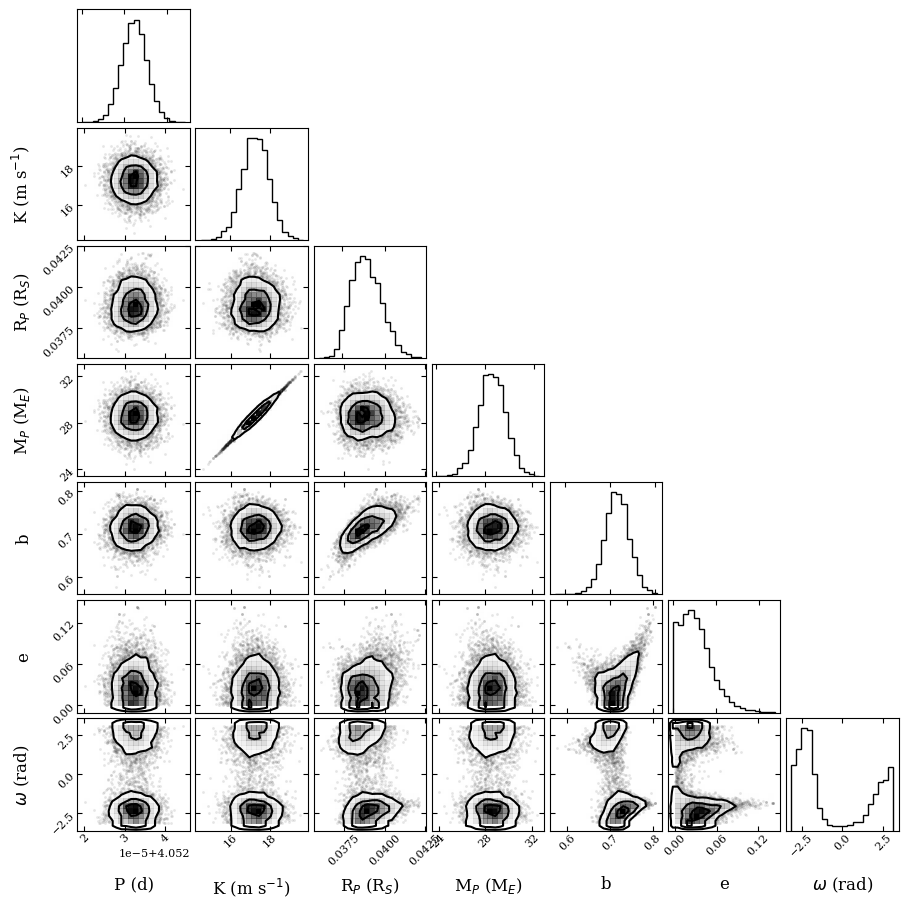 K (m s⁻¹)
18
16
R_P (R_S)
0.0425
0.0400
0.0375
M_P (M_E)
32
28
24
b
0.8
0.7
0.6
e
0.12
0.06
0.00
ω (rad)
2.5
0.0
−2.5
2 3 4 16 18 0.0375 0.0400 0.0425 24 28 32 0.6 0.7 0.8 0.00 0.06 0.12 −2.5 0.0 2.5
1e-5+4.052
P (d) K (m s⁻¹) R_P (R_S) M_P (M_E) b e ω (rad)